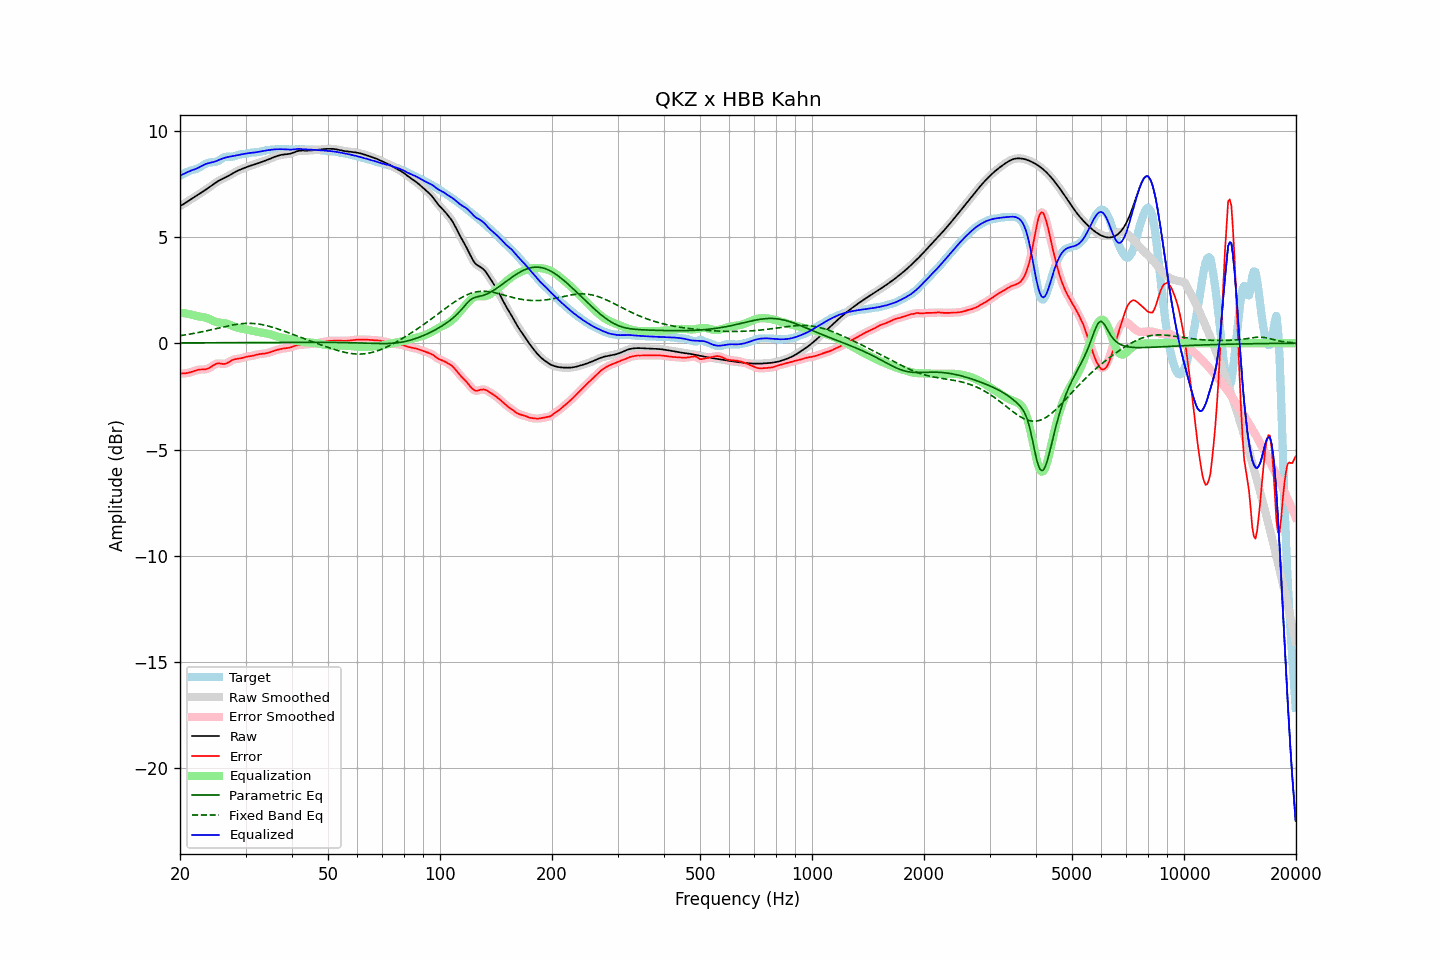 QKZ x HBB Kahn
10
5
0
−5
−10
−15
−20
Amplitude (dBr)
Target
Raw Smoothed
Error Smoothed
Raw
Error
Equalization
Parametric Eq
Fixed Band Eq
Equalized
20 50 100 200 500 1000 2000 5000 10000 20000
Frequency (Hz)